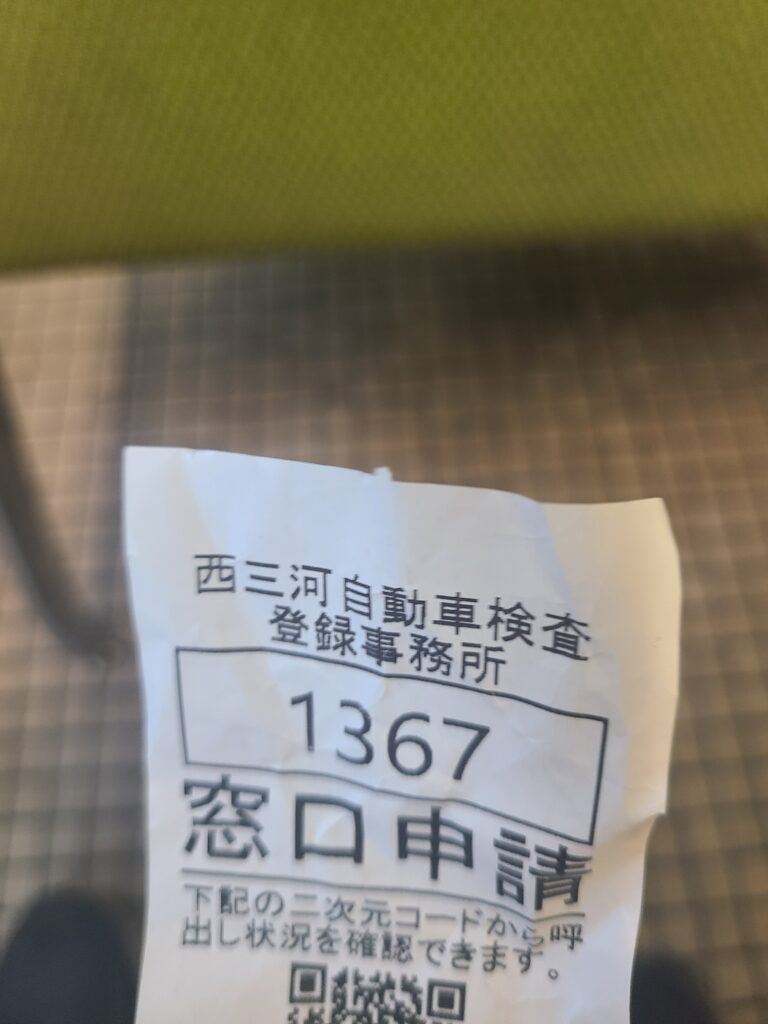 西三河自動車検査
登録事務所
1367
窓口申請
下記の二次元コードから呼
出し状況を確認できます。